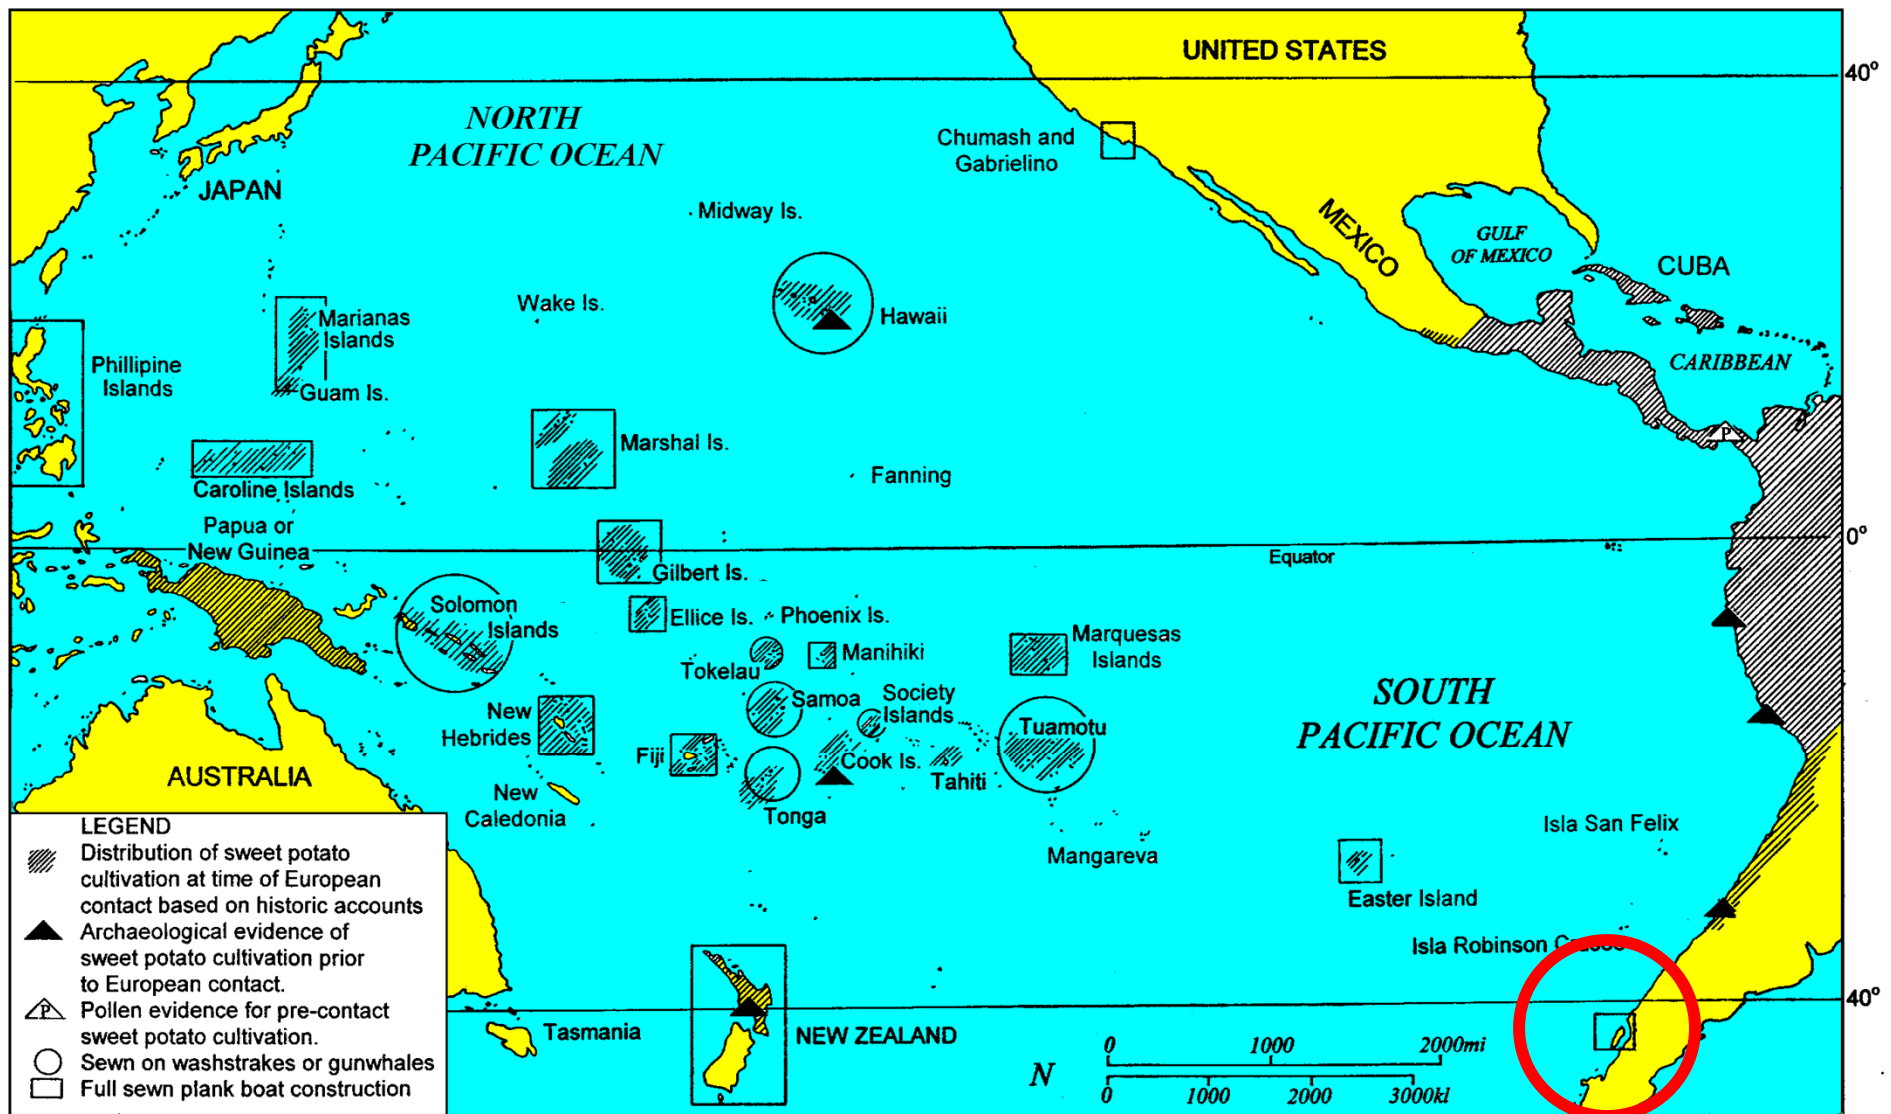 UNITED STATES
40°
NORTH
PACIFIC OCEAN
Chumash and
Gabrielino
JAPAN
Midway Is.
MEXICO
GULF
OF MEXICO
CUBA
Wake Is.
Hawaii
Marianas
Islands
Guam Is.
Phillipine
Islands
CARIBBEAN
P
Marshal Is.
Fanning
Caroline Islands
Papua or
New Guinea
0°
Equator
Gilbert Is.
Solomon
Islands
Ellice Is.
Phoenix Is.
Marquesas
Islands
Tokelau
Manihiki
Samoa
Society
Islands
SOUTH
PACIFIC OCEAN
New
Hebrides
Tuamotu
Fiji
Cook Is.
Tahiti
AUSTRALIA
New
Caledonia
Tonga
Isla San Felix
Mangareva
Easter Island
Isla Robinson
40°
Tasmania
NEW ZEALAND
N
0 1000 2000mi
0 1000 2000 3000kl
LEGEND
Distribution of sweet potato
cultivation at time of European
contact based on historic accounts
Archaeological evidence of
sweet potato cultivation prior
to European contact.
P
Pollen evidence for pre-contact
sweet potato cultivation.
Sewn on washstrakes or gunwhales
Full sewn plank boat construction